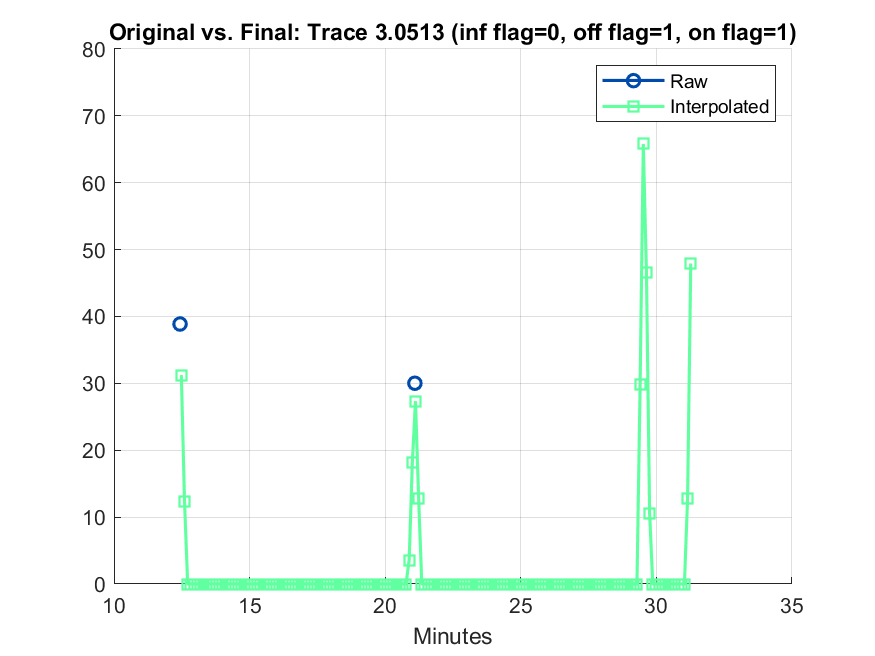 Original vs. Final: Trace 3.0513 (inf flag=0, off flag=1, on flag=1)
80
70
60
50
40
30
20
10
0
Raw
Interpolated
10 15 20 25 30 35
Minutes